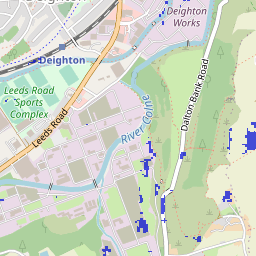 Deighton
Works
Deighton
Leeds Road
Sports
Complex
Leeds Road
River Colne
Dalton Bank Road